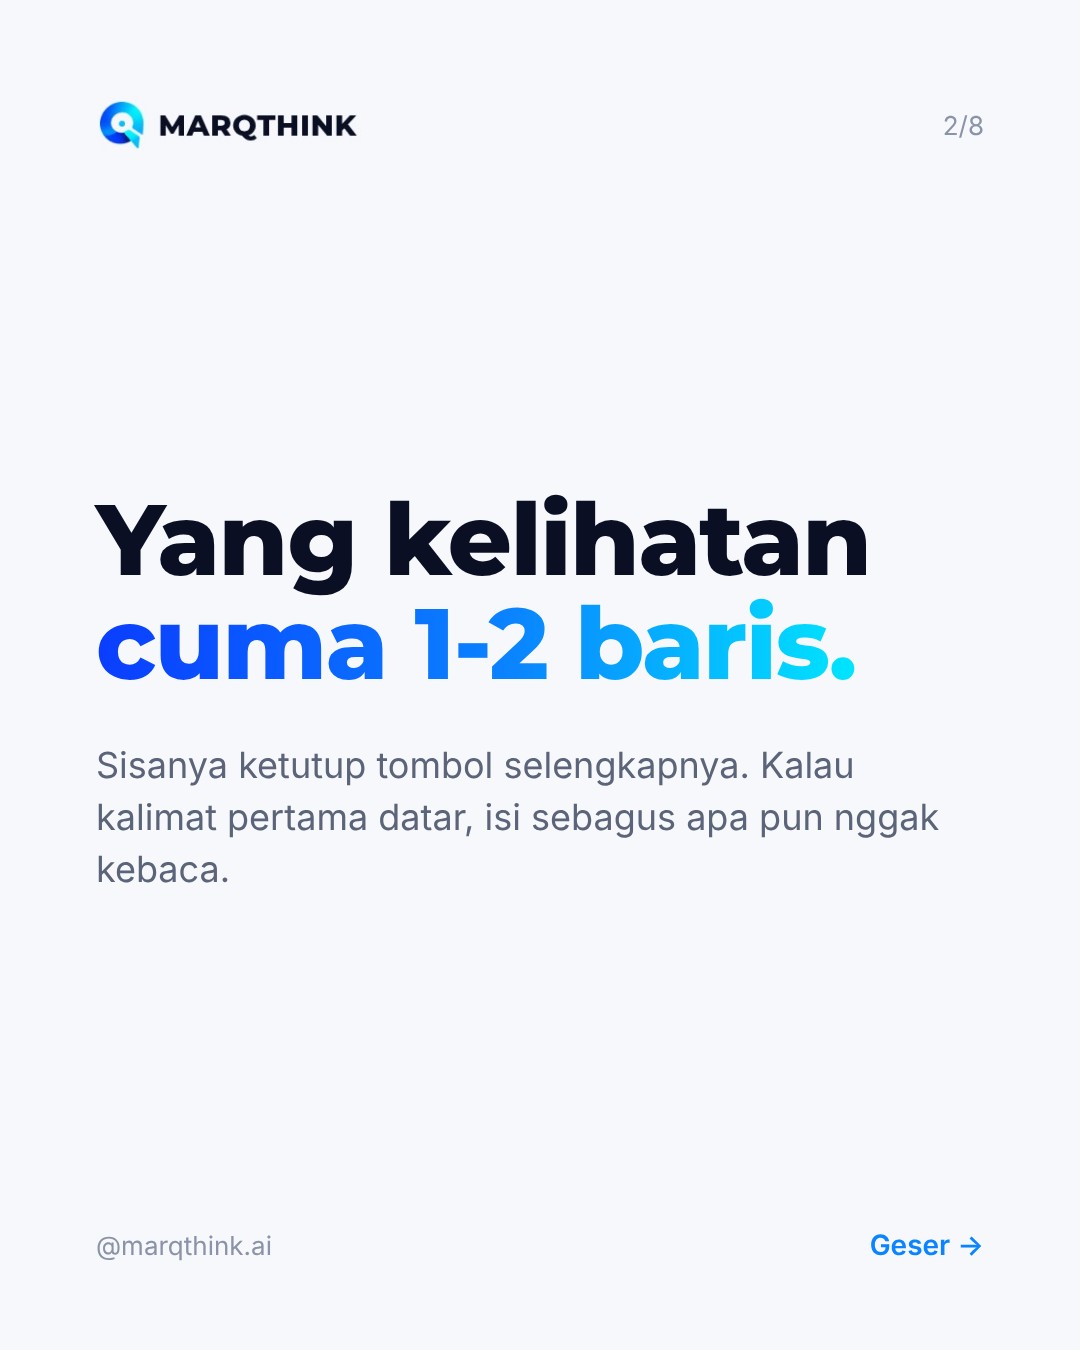 MARQTHINK
2/8
Yang kelihatan
cuma 1-2 baris.
Sisanya ketutup tombol selengkapnya. Kalau
kalimat pertama datar, isi sebagus apa pun nggak
kebaca.
@marqthink.ai
Geser →